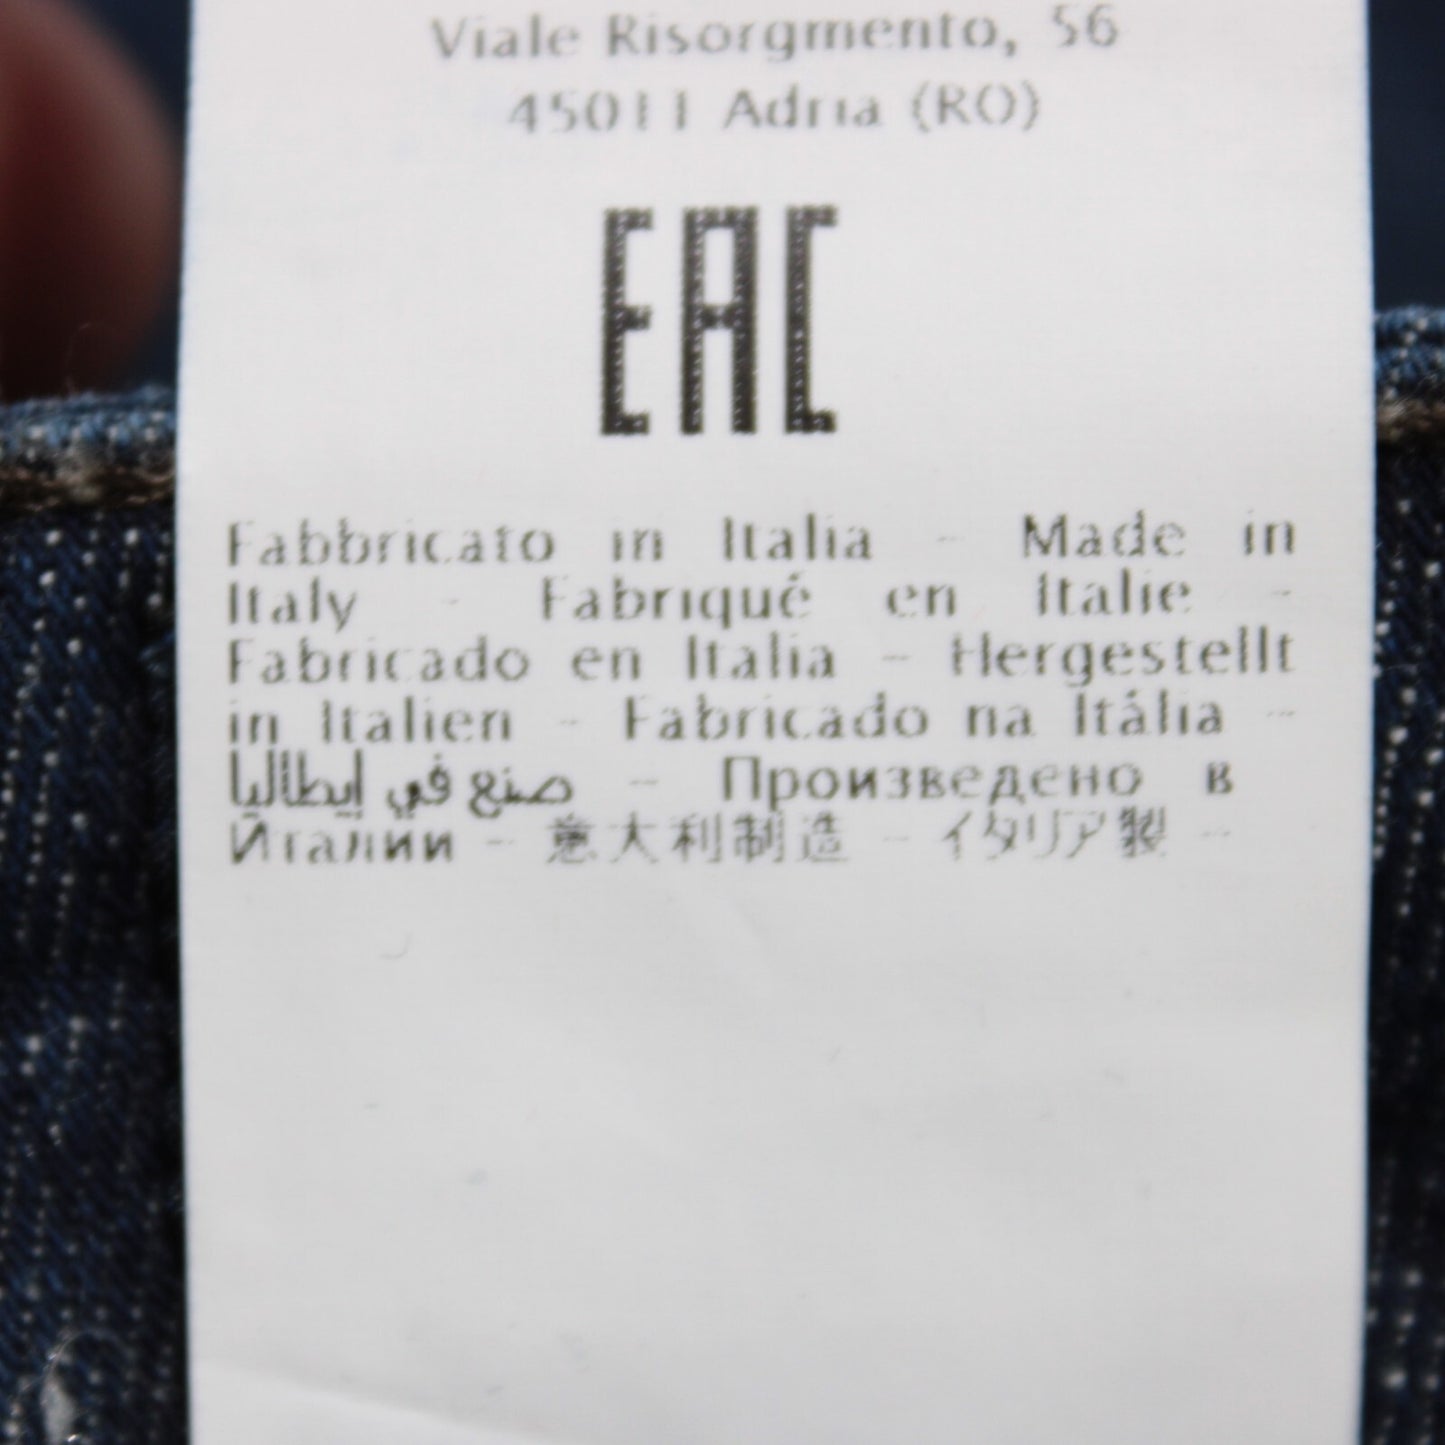 Viale Risorgmento, 56
45011 Adria (RO)
EAC
Fabbricato in Italia - Made in
Italy - Fabriqué en Italie -
Fabricado en Italia - Hergestellt
in Italien - Fabricado na Itália -
صنع في إيطاليا - Произведено в
Италии - 意大利制造 - イタリア製 -